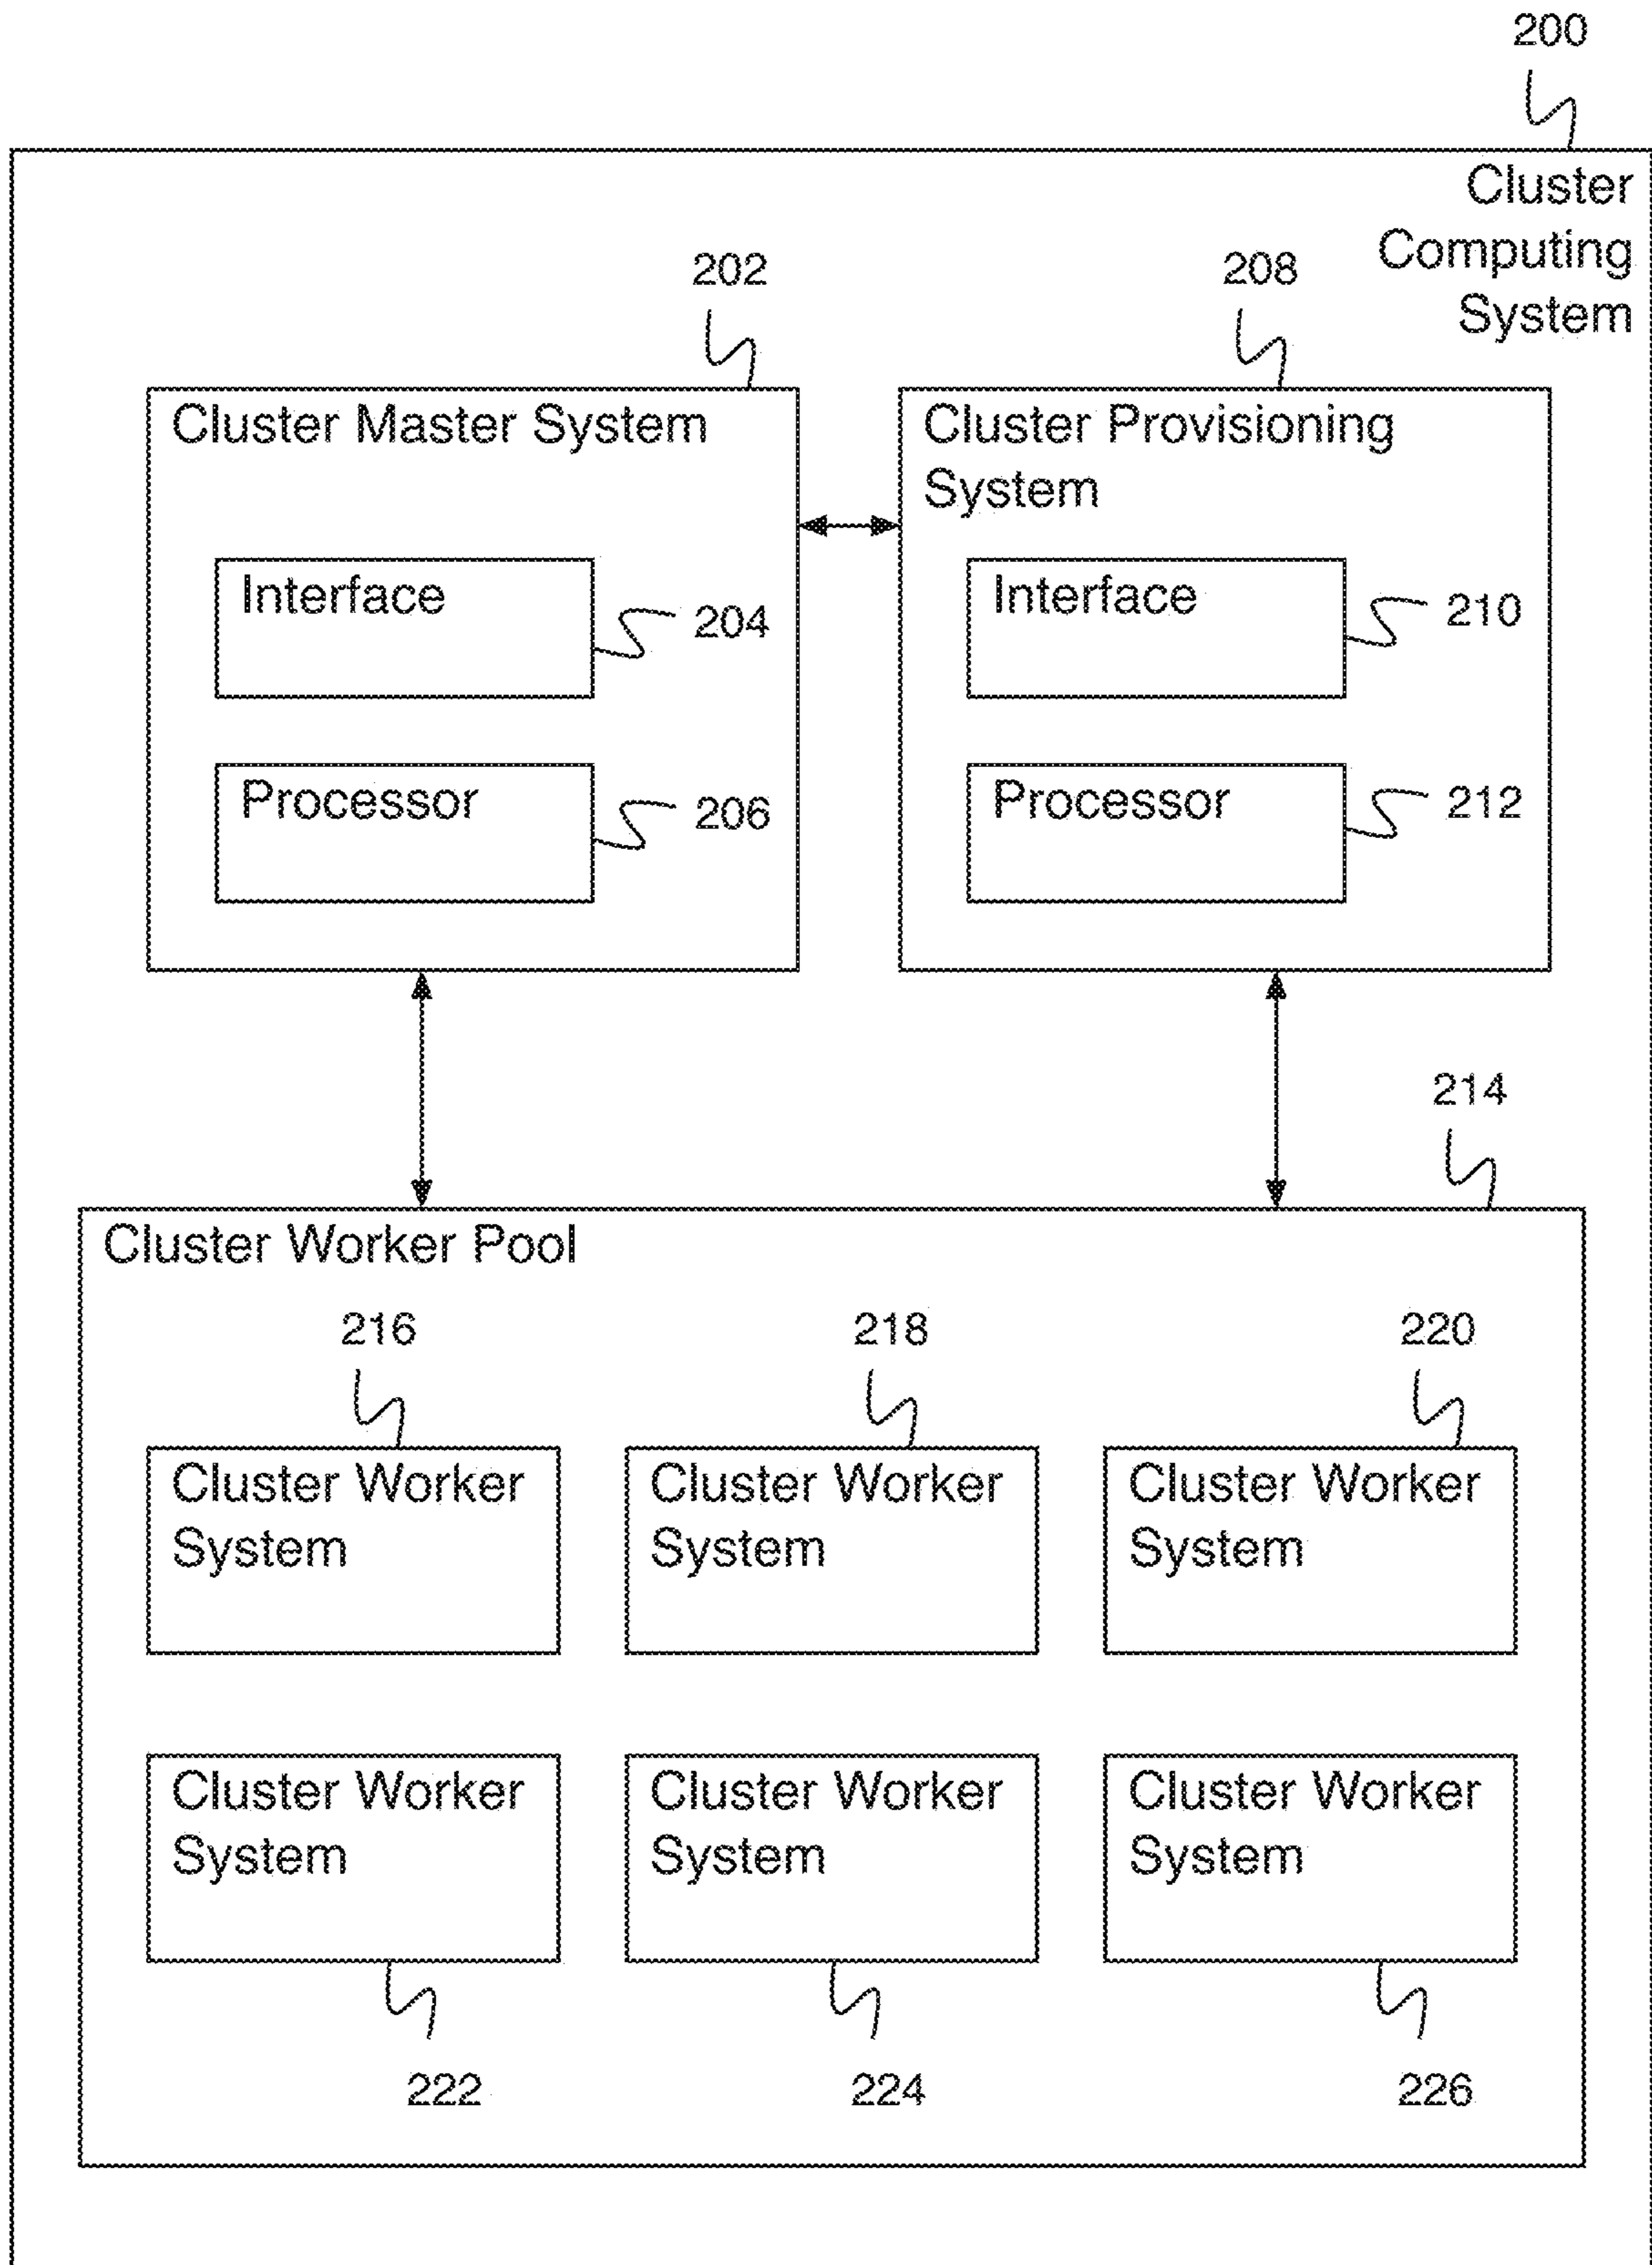 200
Cluster
Computing
System
202
208
Cluster Master System
Cluster Provisioning
System
Interface
204
Interface
210
Processor
206
Processor
212
214
Cluster Worker Pool
216
218
220
Cluster Worker
System
Cluster Worker
System
Cluster Worker
System
Cluster Worker
System
Cluster Worker
System
Cluster Worker
System
222
224
226